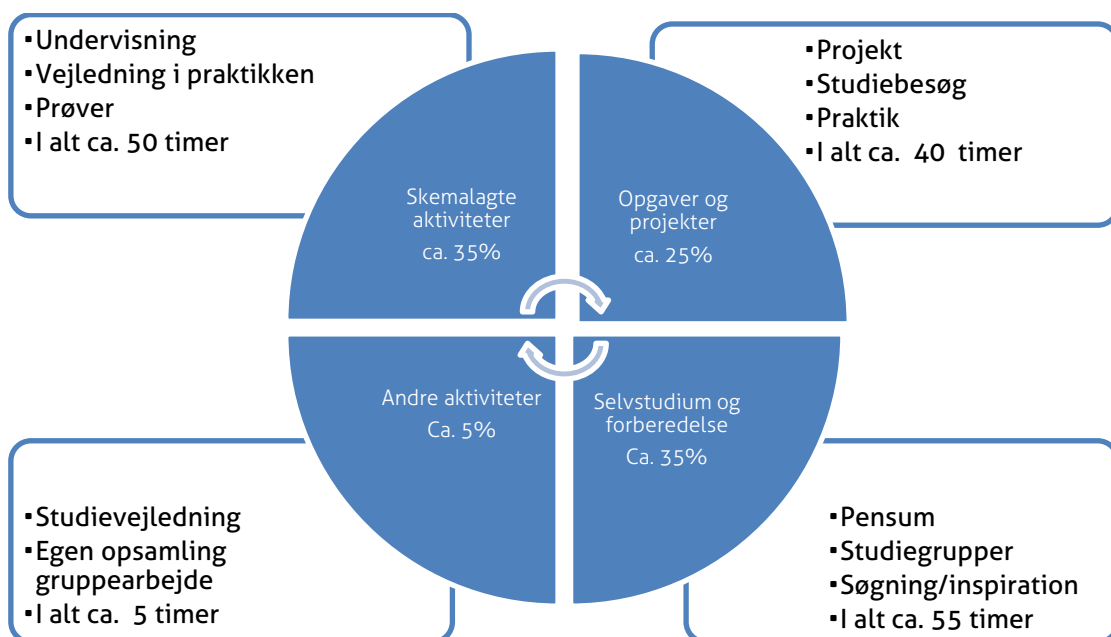 ▪Undervisning
▪Vejledning i praktikken
▪Prøver
▪I alt ca. 50 timer
▪Projekt
▪Studiebesøg
▪Praktik
▪I alt ca.  40  timer
Skemalagte
aktiviteter
ca. 35%
Opgaver og
projekter
ca. 25%
Andre aktiviteter
Ca. 5%
Selvstudium og
forberedelse
Ca. 35%
▪Studievejledning
▪Egen opsamling
gruppearbejde
▪I alt ca.  5 timer
▪Pensum
▪Studiegrupper
▪Søgning/inspiration
▪I alt ca. 55 timer